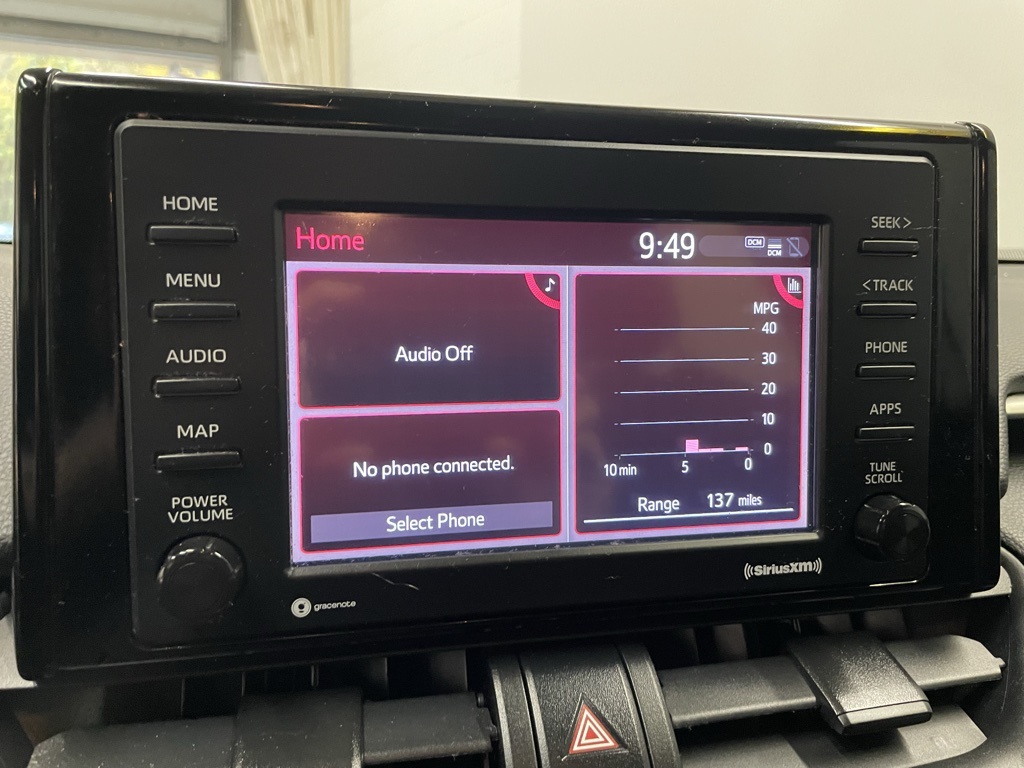 HOME
MENU
AUDIO
MAP
POWER
VOLUME
Home
9:49
DCM
DCM
Audio Off
No phone connected.
Select Phone
MPG
40
30
20
10
0
10 min 5 0
Range 137 miles
SEEK >
< TRACK
PHONE
APPS
TUNE
SCROLL
gracenote
SiriusXM